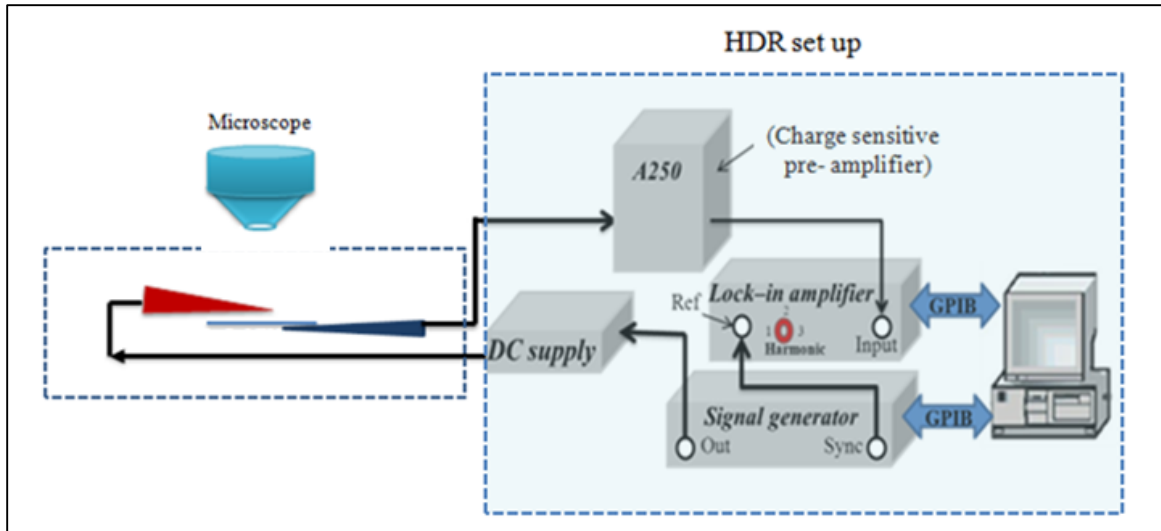 HDR set up
Microscope
(Charge sensitive
pre- amplifier)
A250
Ref
Lock-in amplifier
GPIB
2
1 3
Harmonic
Input
DC supply
Signal generator
GPIB
Out
Sync